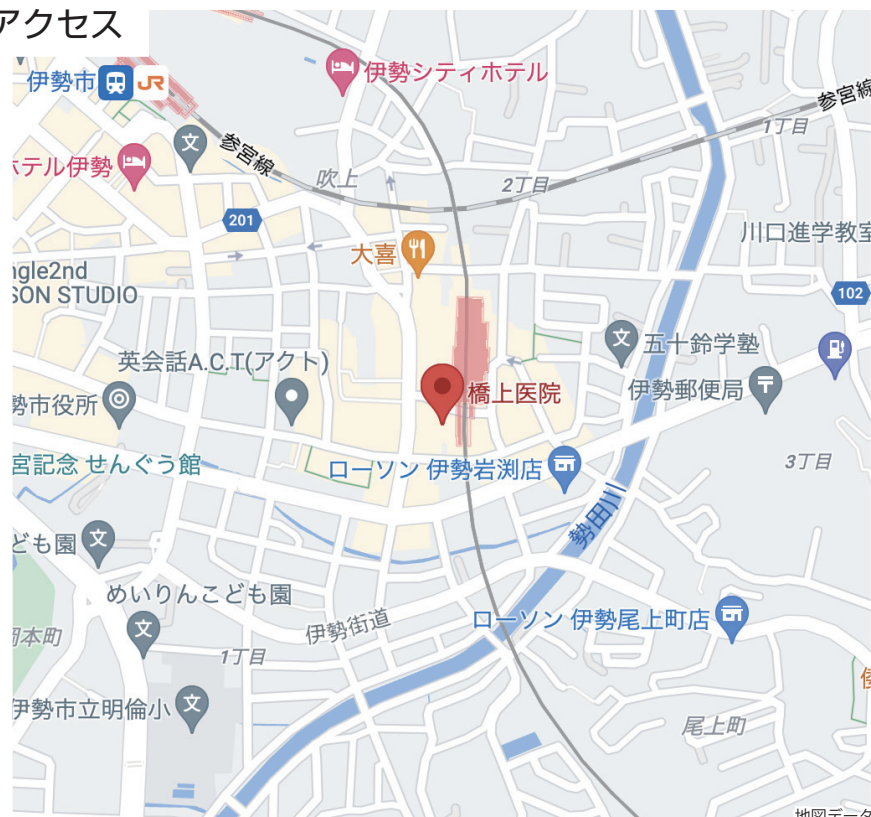 アクセス
伊勢シティホテル
伊勢市
JR
参宮線
1丁目
参宮線
ホテル伊勢
吹上
2丁目
201
川口進学教室
大喜
ngle2nd
SON STUDIO
102
五十鈴学塾
英会話A.C.T(アクト)
伊勢郵便局
橋上医院
勢市役所
宮記念 せんぐう館
ローソン 伊勢岩渕店
3丁目
勢田川
ども園
めいりんこども園
伊勢街道
ローソン 伊勢尾上町店
岡本町
1丁目
伊勢市立明倫小
尾上町
地図データ